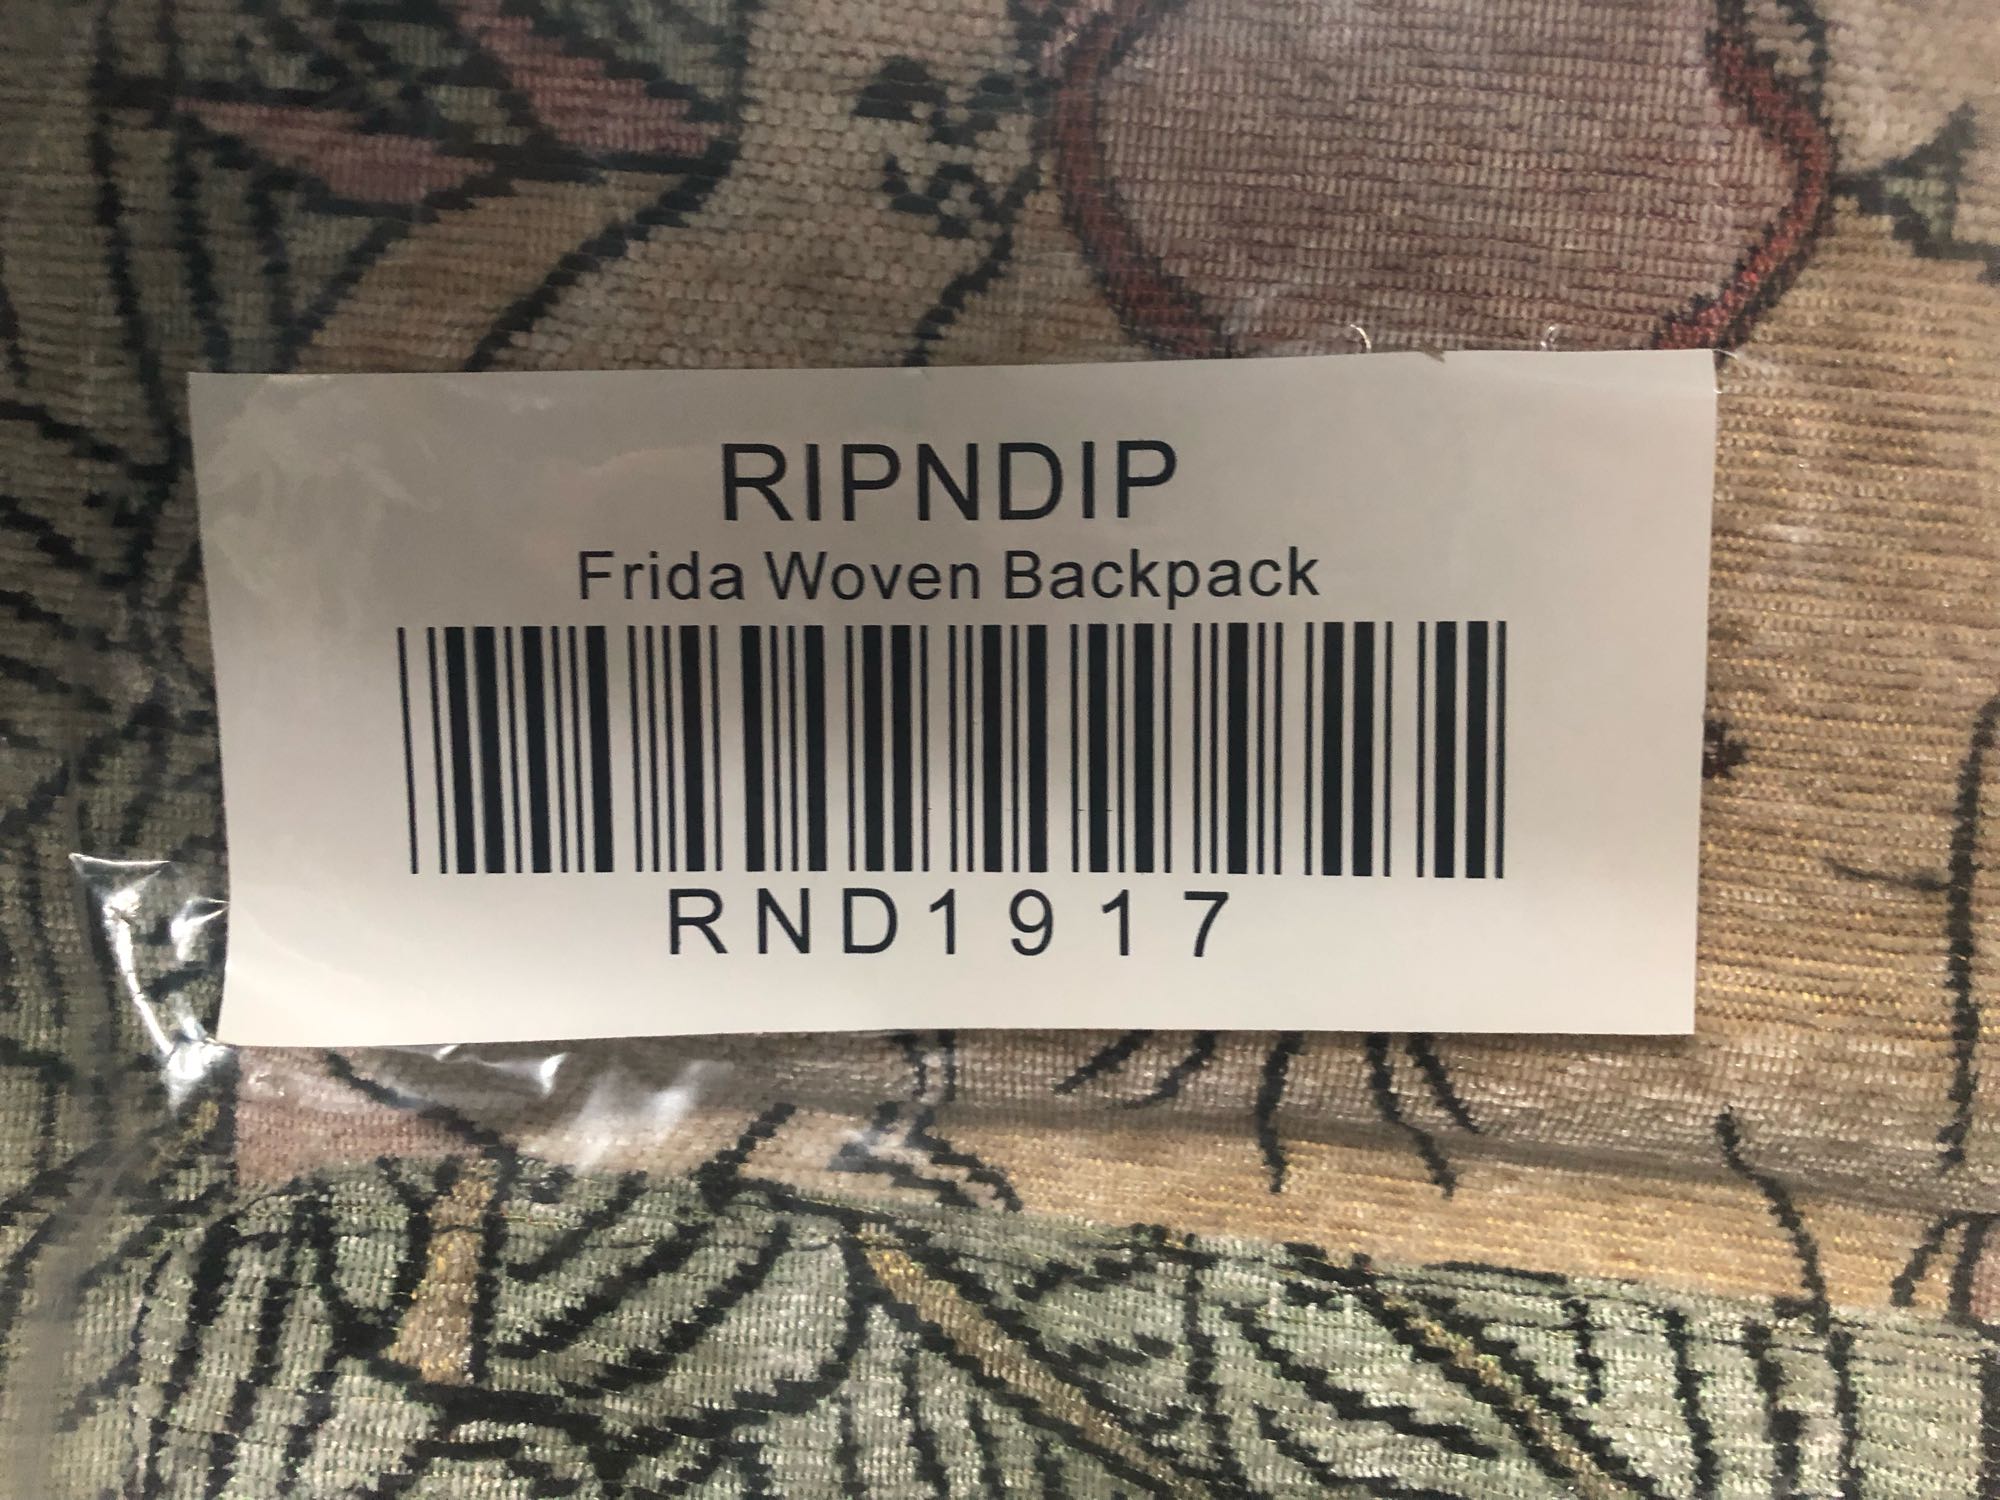 RIPNDIP
Frida Woven Backpack
RND1917